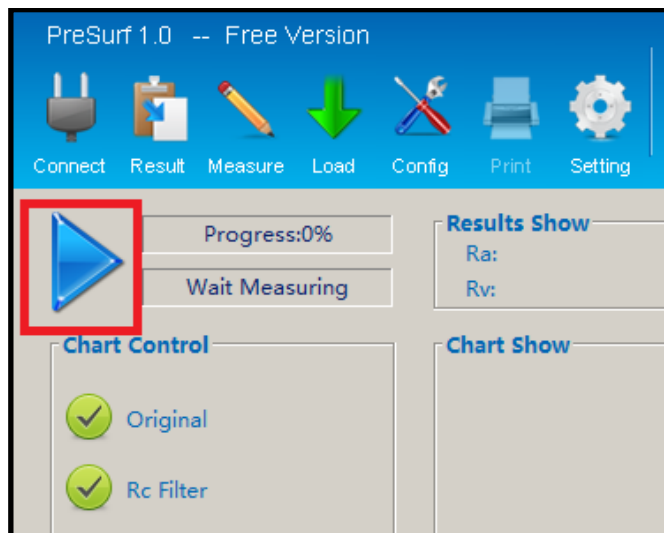 PreSurf 1.0 -- Free Version
Connect Result Measure Load Config Print Setting
Progress:0%
Wait Measuring
Results Show
Ra:
Rv:
Chart Control
Original
Rc Filter
Chart Show